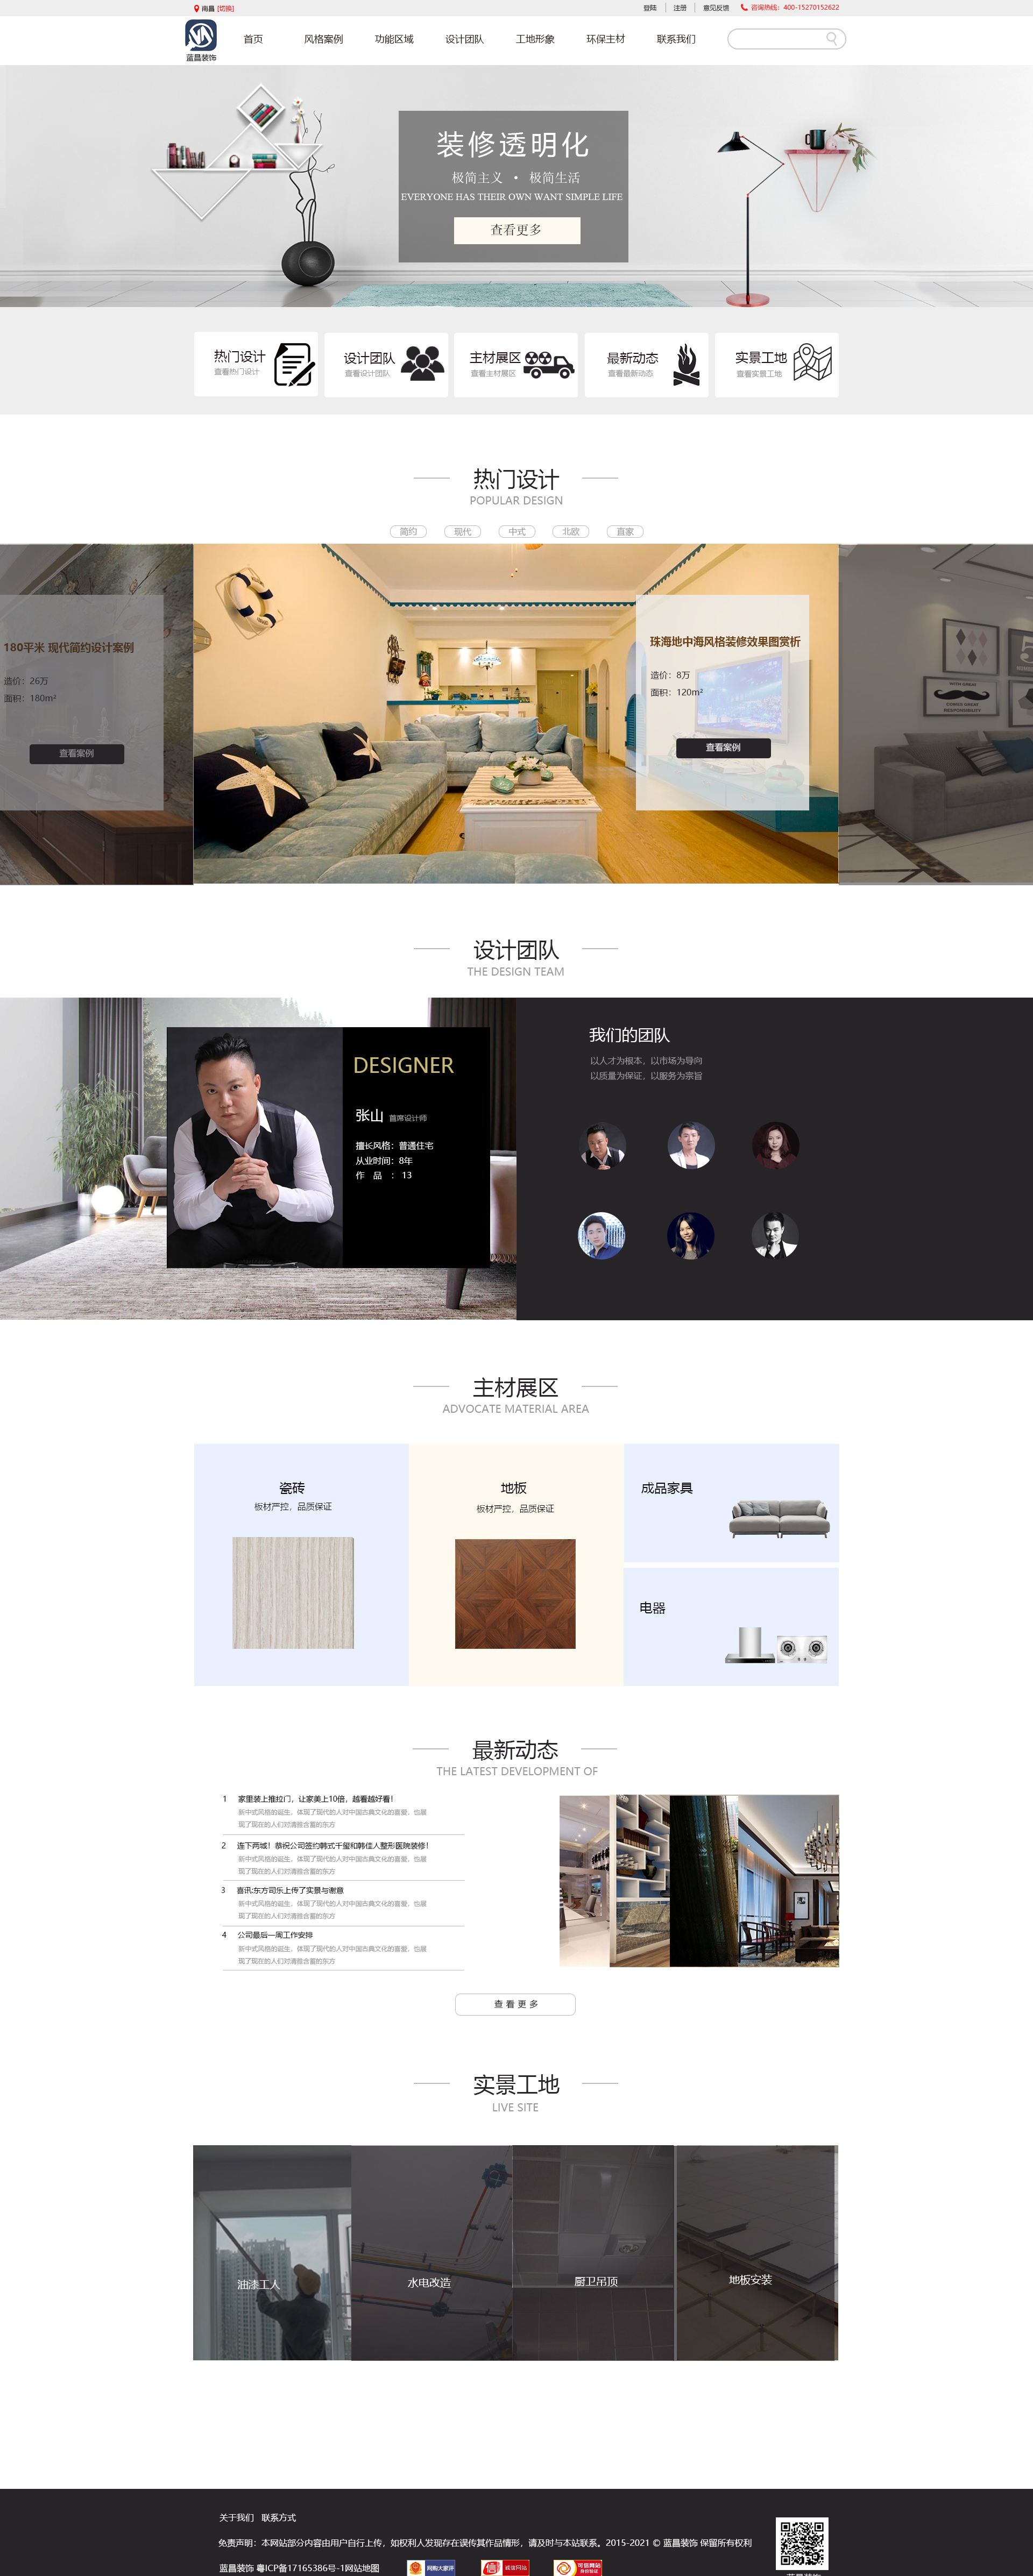 南昌 [切换]
登陆 注册 意见反馈 咨询热线：400-15270152622
蓝昌装饰
首页 风格案例 功能区域 设计团队 工地形象 环保主材 联系我们
装修透明化
极简主义 • 极简生活
EVERYONE HAS THEIR OWN WANT SIMPLE LIFE
查看更多
热门设计
查看热门设计
设计团队
查看设计团队
主材展区
查看主材展区
最新动态
查看最新动态
实景工地
查看实景工地
热门设计
POPULAR DESIGN
简约 现代 中式 北欧 直家
180平米 现代简约设计案例
造价：26万
面积：180m²
查看案例
珠海地中海风格装修效果图赏析
造价：8万
面积：120m²
查看案例
WITH GREAT
COMES GREAT
RESPONSIBILITY
设计团队
THE DESIGN TEAM
DESIGNER
张山 首席设计师
擅长风格：普通住宅
从业时间：8年
作 品 ： 13
我们的团队
以人才为根本，以市场为导向
以质量为保证，以服务为宗旨
主材展区
ADVOCATE MATERIAL AREA
瓷砖
板材严控，品质保证
地板
板材严控，品质保证
成品家具
电器
最新动态
THE LATEST DEVELOPMENT OF
1 家里装上推拉门，让家美上10倍，越看越好看！
新中式风格的诞生，体现了现代的人对中国古典文化的喜爱，也展
现了现在的人们对清雅含蓄的东方
2 连下两域！恭祝公司签约韩式千玺和韩佳人整形医院装修！
新中式风格的诞生，体现了现代的人对中国古典文化的喜爱，也展
现了现在的人们对清雅含蓄的东方
3 喜讯:东方司乐上传了实景与谢意
新中式风格的诞生，体现了现代的人对中国古典文化的喜爱，也展
现了现在的人们对清雅含蓄的东方
4 公司最后一周工作安排
新中式风格的诞生，体现了现代的人对中国古典文化的喜爱，也展
现了现在的人们对清雅含蓄的东方
查看更多
实景工地
LIVE SITE
油漆工人
水电改造
厨卫吊顶
地板安装
关于我们 联系方式
免责声明：本网站部分内容由用户自行上传，如权利人发现存在误传其作品情形，请及时与本站联系。2015-2021 © 蓝昌装饰 保留所有权利
蓝昌装饰 粤ICP备17165386号-1网站地图
网购大家评
诚信网站
可信网站